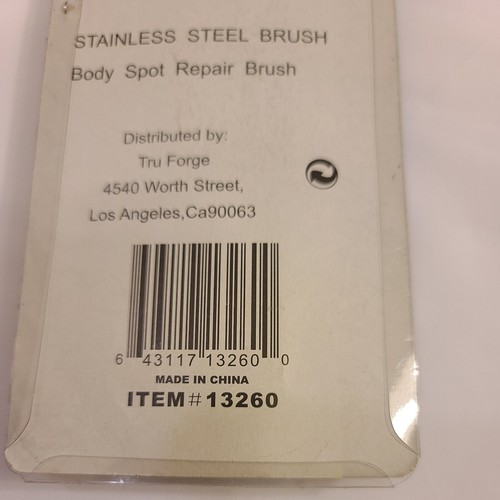 STAINLESS STEEL BRUSH
Body Spot Repair Brush
Distributed by:
Tru Forge
4540 Worth Street,
Los Angeles,Ca90063
6 43117 13260 0
MADE IN CHINA
ITEM#13260